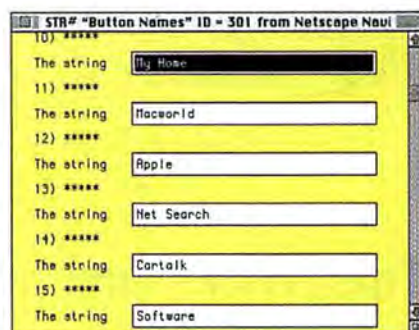 STR# "Button Names" ID = 301 from Netscape Navi
10) *****
The string My Home
11) *****
The string Macworld
12) *****
The string Apple
13) *****
The string Net Search
14) *****
The string Cartalk
15) *****
The string Software